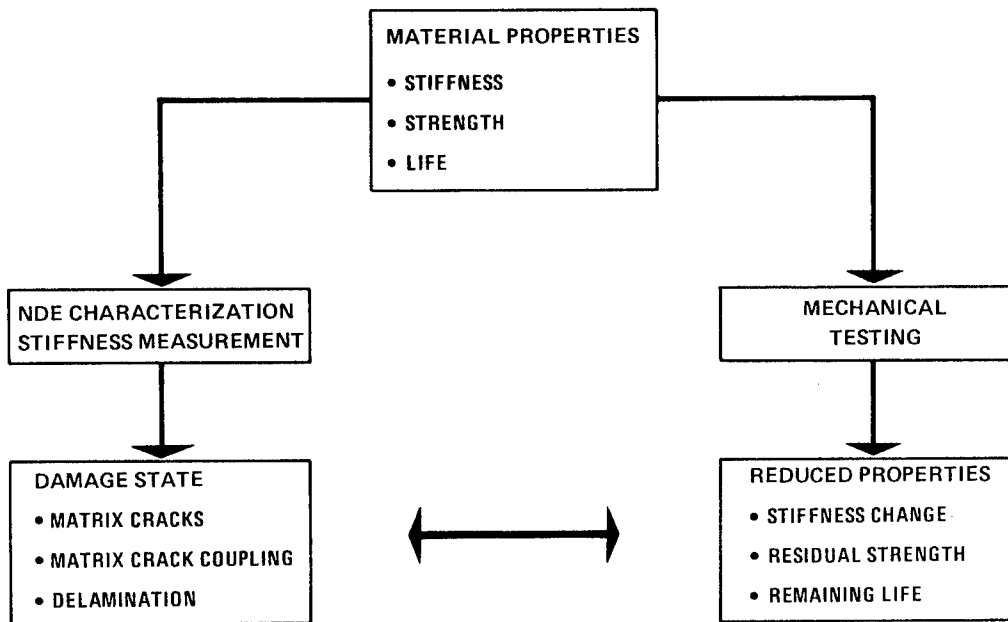 MATERIAL PROPERTIES
• STIFFNESS
• STRENGTH
• LIFE
NDE CHARACTERIZATION
STIFFNESS MEASUREMENT
MECHANICAL
TESTING
DAMAGE STATE
• MATRIX CRACKS
• MATRIX CRACK COUPLING
• DELAMINATION
REDUCED PROPERTIES
• STIFFNESS CHANGE
• RESIDUAL STRENGTH
• REMAINING LIFE